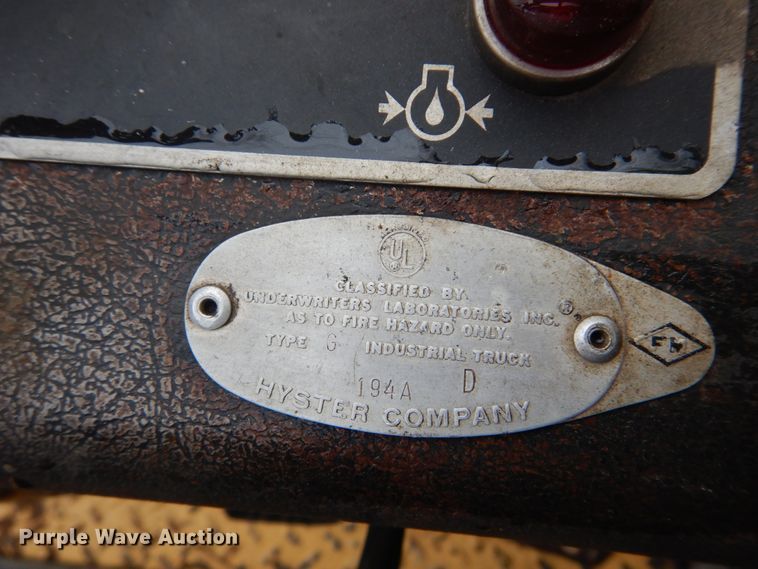 UL
CLASSIFIED BY
UNDERWRITERS LABORATORIES INC.®
AS TO FIRE HAZARD ONLY.
TYPE G INDUSTRIAL TRUCK
194A D
HYSTER COMPANY
FM
Purple Wave Auction